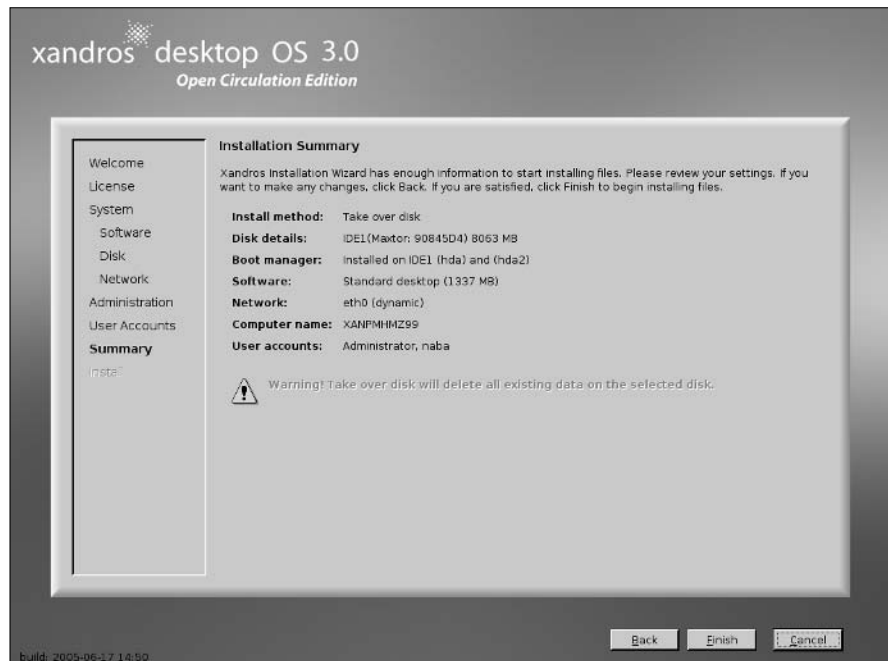 xandros desktop OS 3.0
Open Circulation Edition
Welcome
License
System
Software
Disk
Network
Administration
User Accounts
Summary
Install
Installation Summary
Xandros Installation Wizard has enough information to start installing files. Please review your settings. If you
want to make any changes, click Back. If you are satisfied, click Finish to begin installing files.
Install method: Take over disk
Disk details: IDE1(Maxtor: 90845D4) 8063 MB
Boot manager: Installed on IDE1 (hda) and (hda2)
Software: Standard desktop (1337 MB)
Network: eth0 (dynamic)
Computer name: XANPMHMZ99
User accounts: Administrator, naba
Warning! Take over disk will delete all existing data on the selected disk.
Back Finish Cancel
build: 2005-06-17 14:50